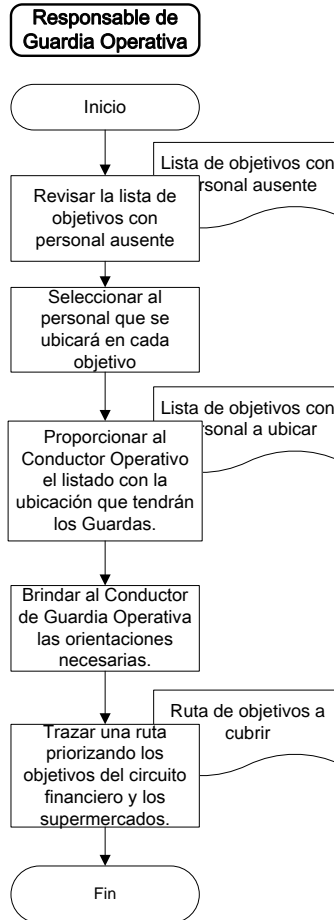 Responsable de
Guardia Operativa
Inicio
Lista de objetivos con
rsonal ausente
Revisar la lista de
objetivos con
personal ausente
Seleccionar al
personal que se
ubicará en cada
objetivo
Lista de objetivos con
rsonal a ubicar
Proporcionar al
Conductor Operativo
el listado con la
ubicación que tendrán
los Guardas.
Brindar al Conductor
de Guardia Operativa
las orientaciones
necesarias.
Ruta de objetivos a
cubrir
Trazar una ruta
priorizando los
objetivos del circuito
financiero y los
supermercados.
Fin